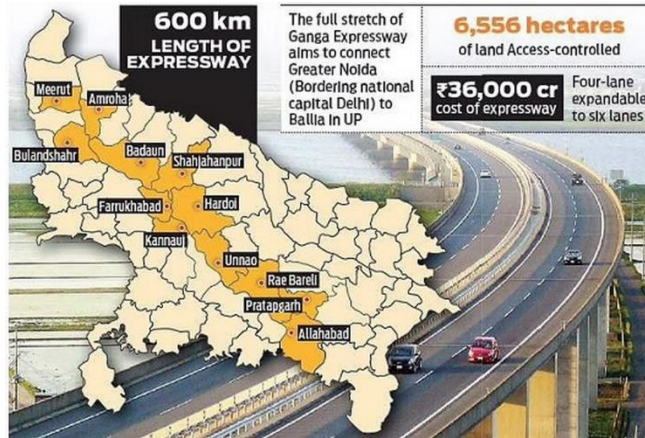 600 km
LENGTH OF
EXPRESSWAY
The full stretch of
Ganga Expressway
aims to connect
Greater Noida
(Bordering national
capital Delhi) to
Ballia in UP
6,556 hectares
of land Access-controlled
₹36,000 cr
cost of expressway
Four-lane
expandable
to six lanes
Meerut
Amroha
Bulandshahr
Badaun
Shahjahanpur
Farrukhabad
Hardoi
Kannauj
Unnao
Rae Bareli
Pratapgarh
Allahabad